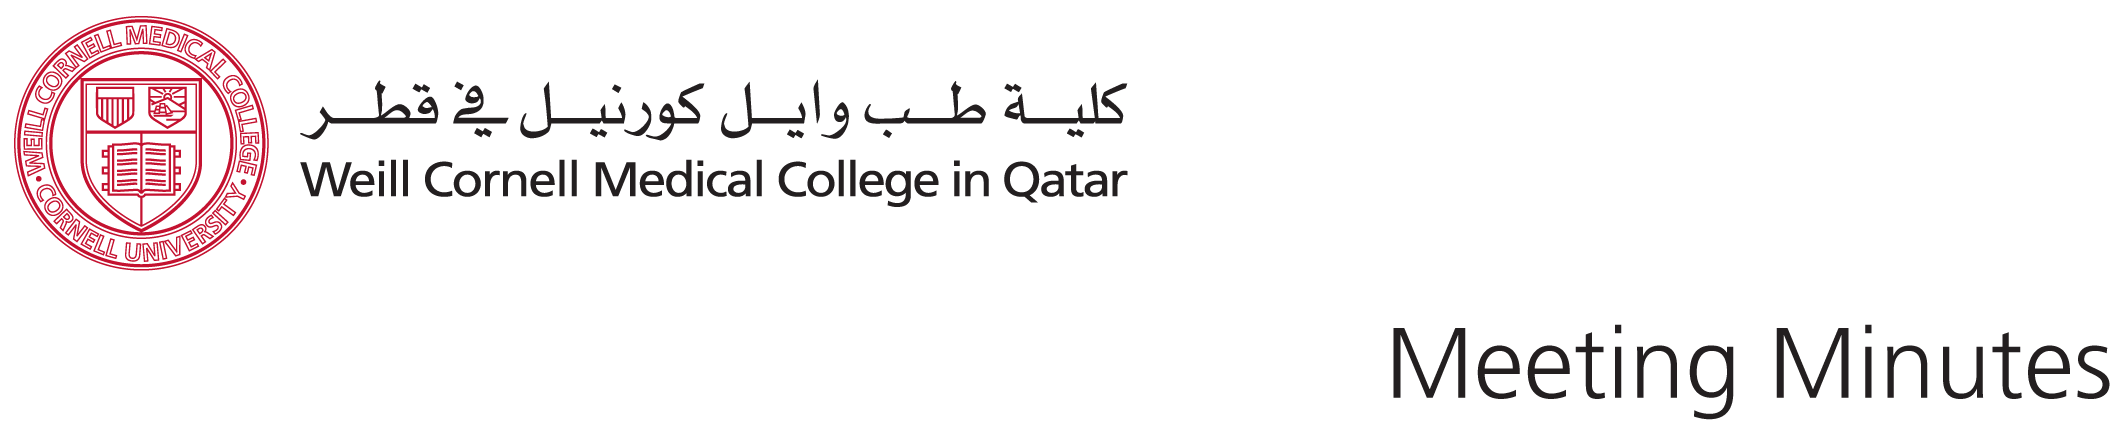 WEILL CORNELL MEDICAL COLLEGE • CORNELL UNIVERSITY •
كلية طب وايل كورنيل في قطر
Weill Cornell Medical College in Qatar
Meeting Minutes